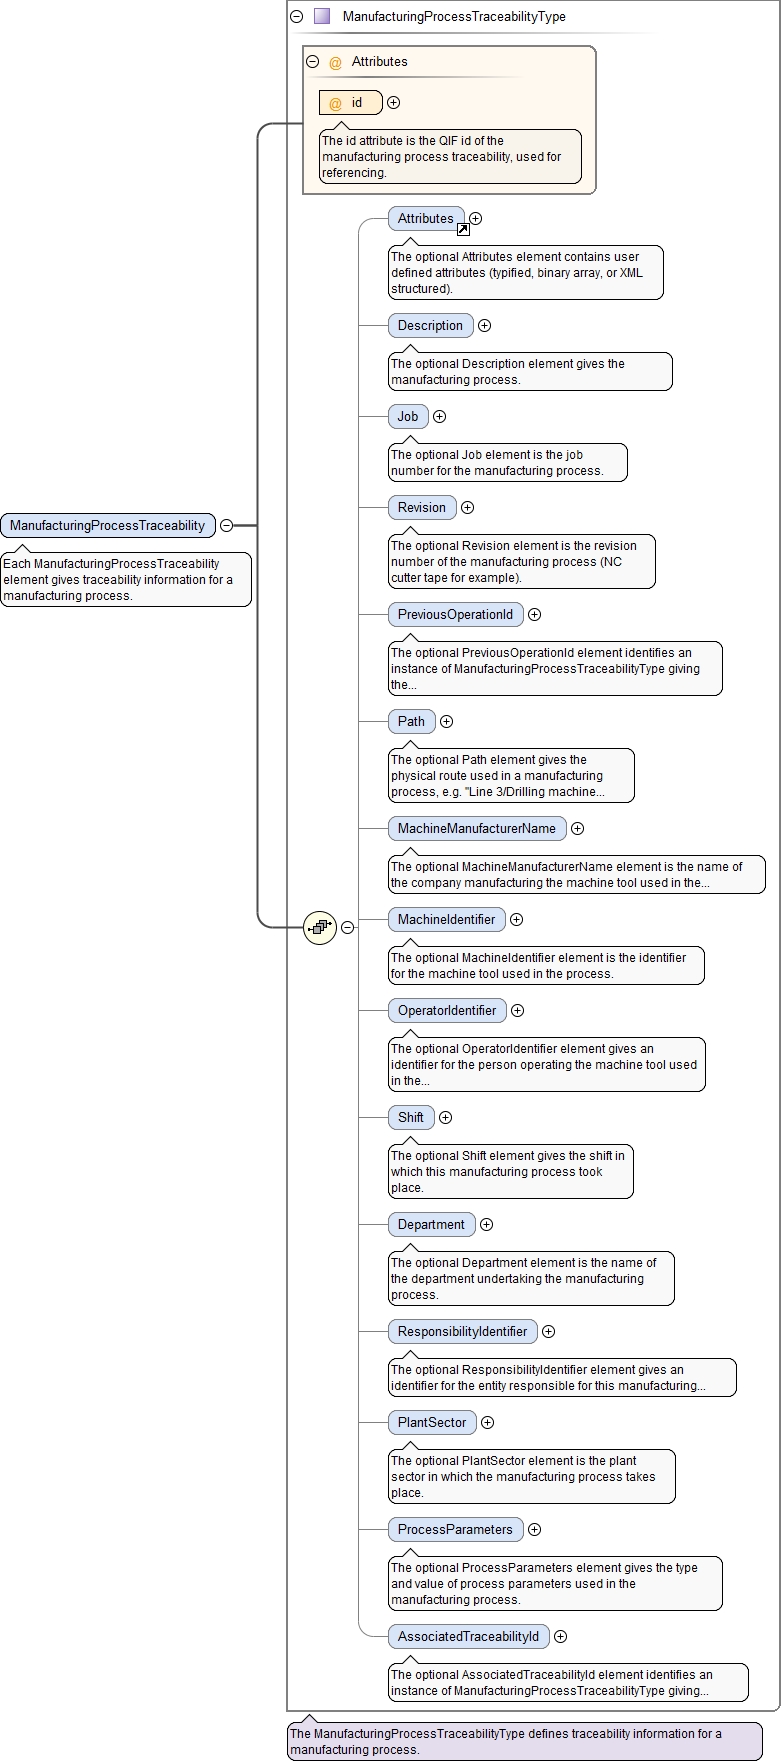 ManufacturingProcessTraceabilityType
@ Attributes
@ id
The id attribute is the QIF id of the
manufacturing process traceability, used for
referencing.
Attributes
The optional Attributes element contains user
defined attributes (typified, binary array, or XML
structured).
Description
The optional Description element gives the
manufacturing process.
Job
The optional Job element is the job
number for the manufacturing process.
Revision
The optional Revision element is the revision
number of the manufacturing process (NC
cutter tape for example).
ManufacturingProcessTraceability
Each ManufacturingProcessTraceability
element gives traceability information for a
manufacturing process.
PreviousOperationId
The optional PreviousOperationId element identifies an
instance of ManufacturingProcessTraceabilityType giving
the...
Path
The optional Path element gives the
physical route used in a manufacturing
process, e.g. "Line 3/Drilling machine...
MachineManufacturerName
The optional MachineManufacturerName element is the name of
the company manufacturing the machine tool used in the...
MachineIdentifier
The optional MachineIdentifier element is the identifier
for the machine tool used in the process.
OperatorIdentifier
The optional OperatorIdentifier element gives an
identifier for the person operating the machine tool used
in the...
Shift
The optional Shift element gives the shift in
which this manufacturing process took
place.
Department
The optional Department element is the name of
the department undertaking the manufacturing
process.
ResponsibilityIdentifier
The optional ResponsibilityIdentifier element gives an
identifier for the entity responsible for this manufacturing...
PlantSector
The optional PlantSector element is the plant
sector in which the manufacturing process takes
place.
ProcessParameters
The optional ProcessParameters element gives the type
and value of process parameters used in the
manufacturing process.
AssociatedTraceabilityId
The optional AssociatedTraceabilityId element identifies an
instance of ManufacturingProcessTraceabilityType giving...
The ManufacturingProcessTraceabilityType defines traceability information for a
manufacturing process.